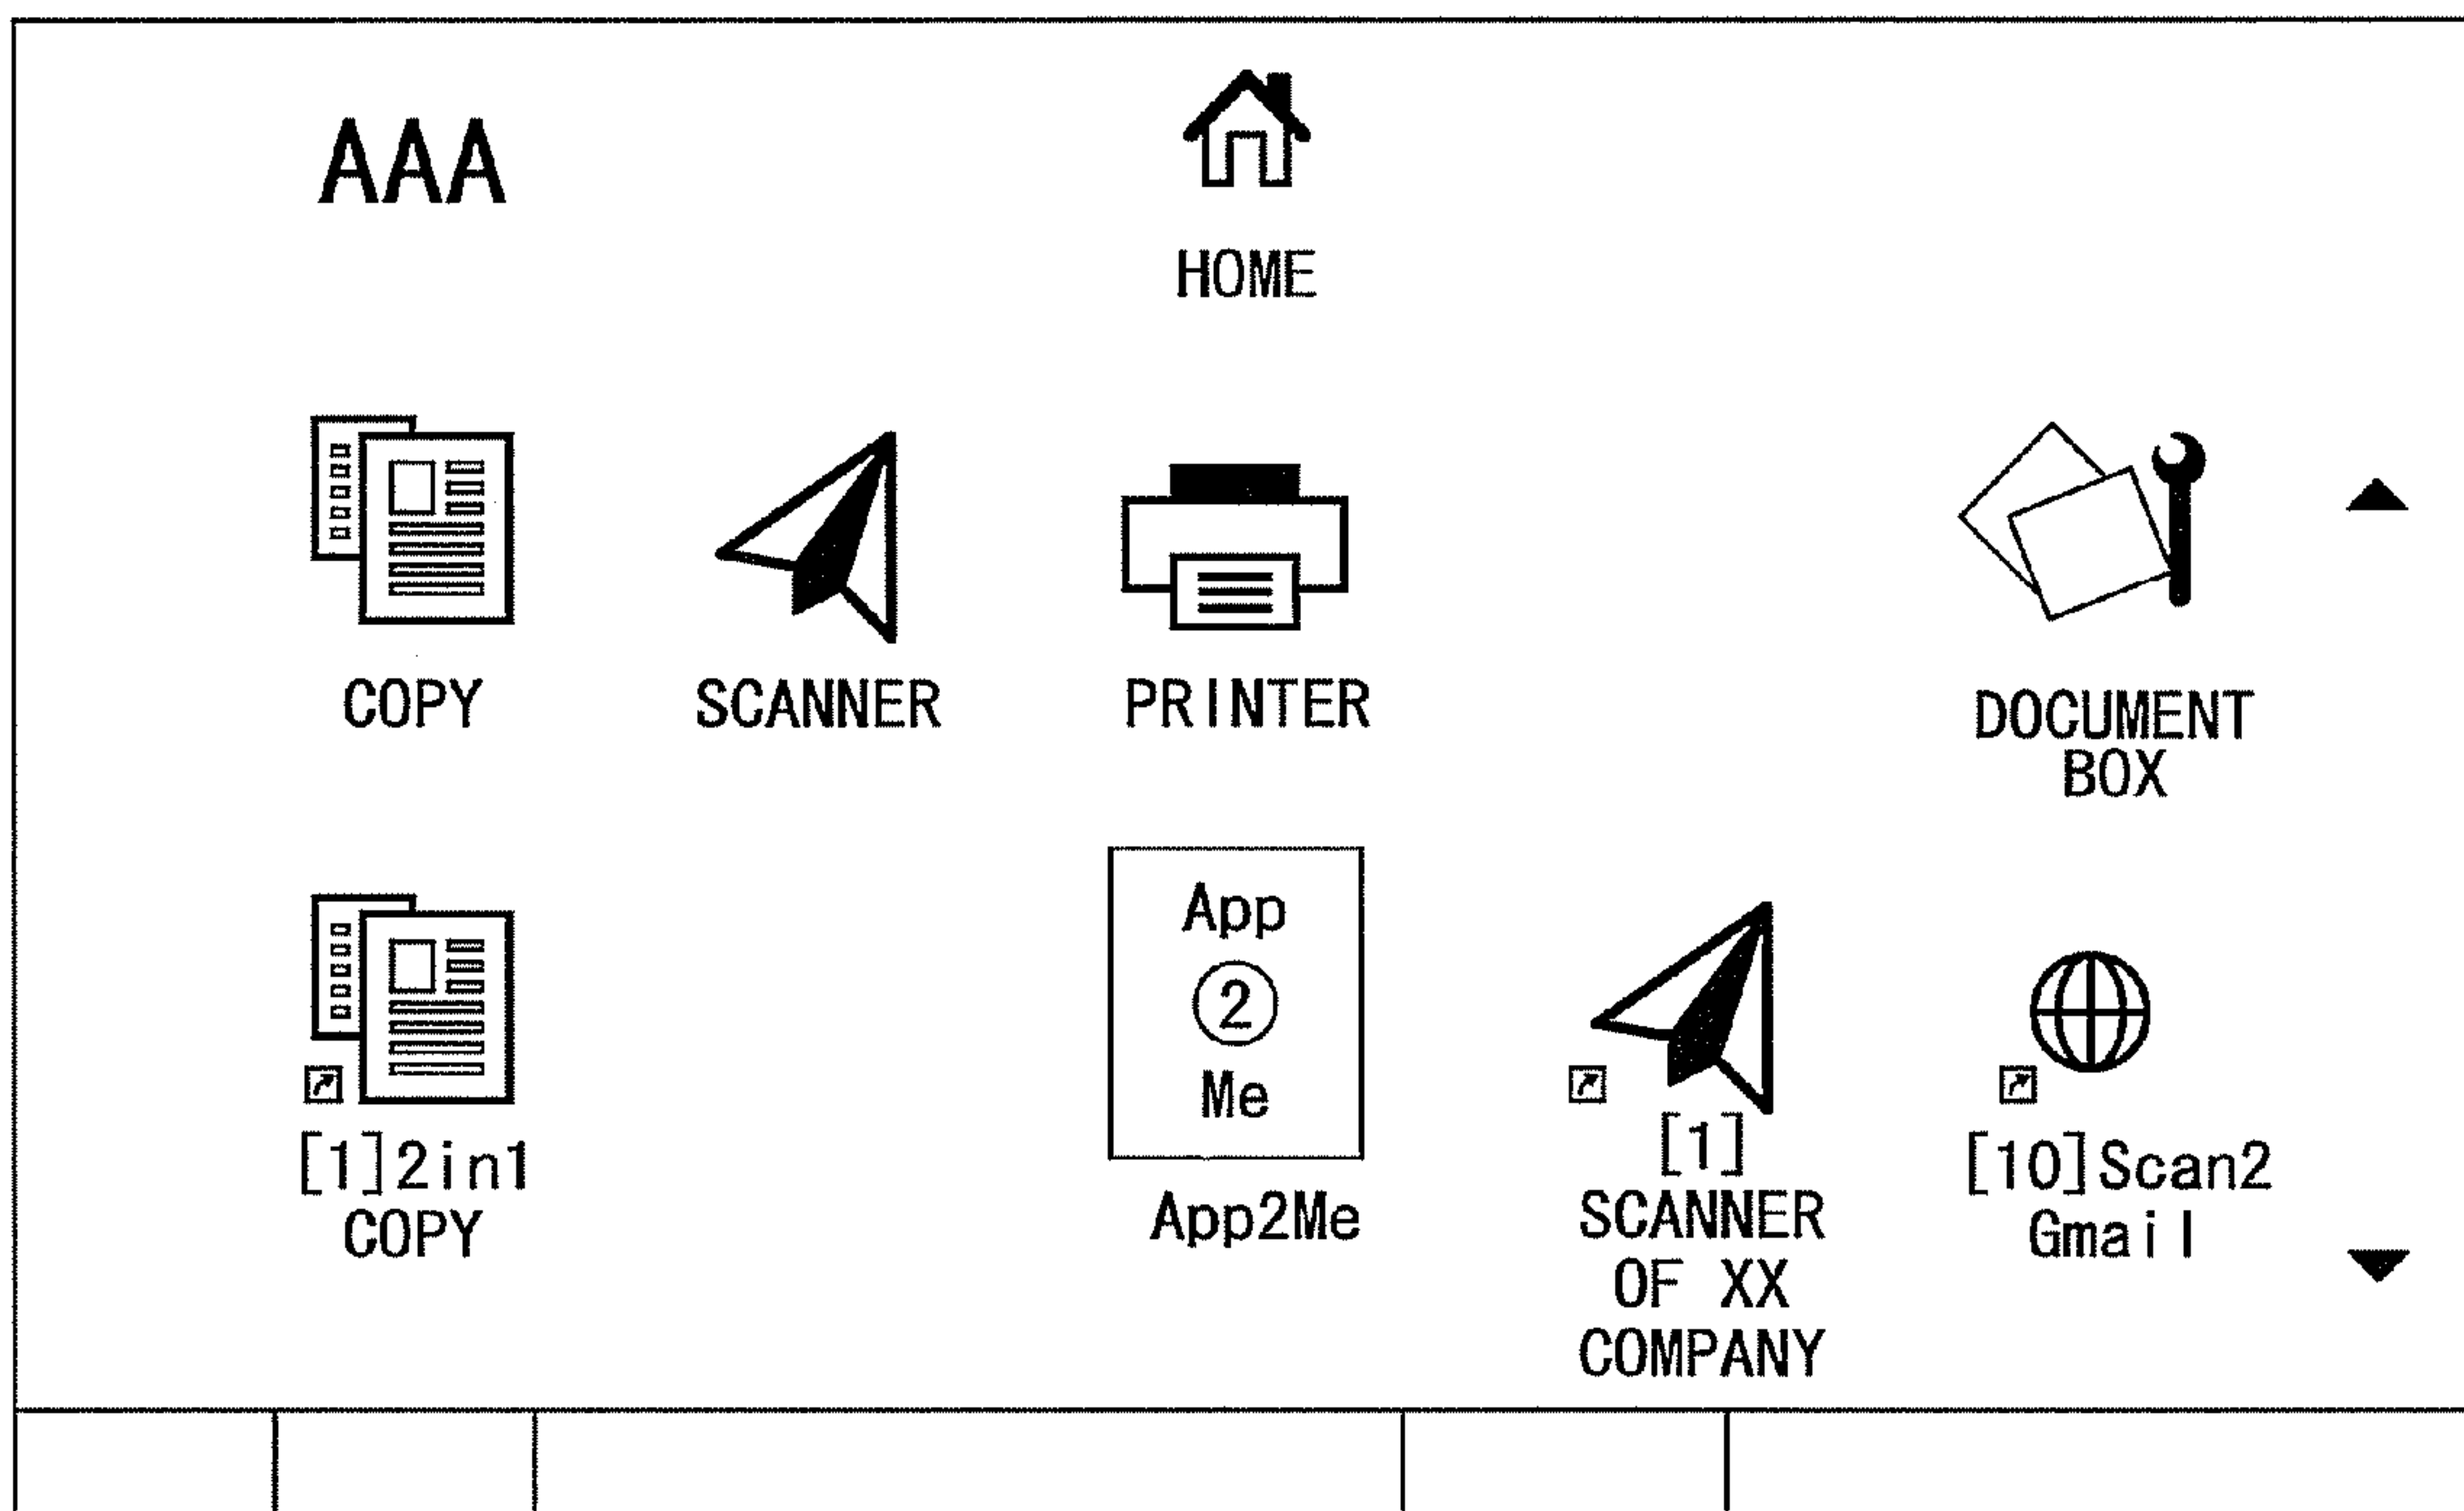 AAA
HOME
COPY
SCANNER
PRINTER
DOCUMENT
BOX
[1]2in1
COPY
App
2
Me
App2Me
[1]
SCANNER
OF XX
COMPANY
[10]Scan2
Gmail